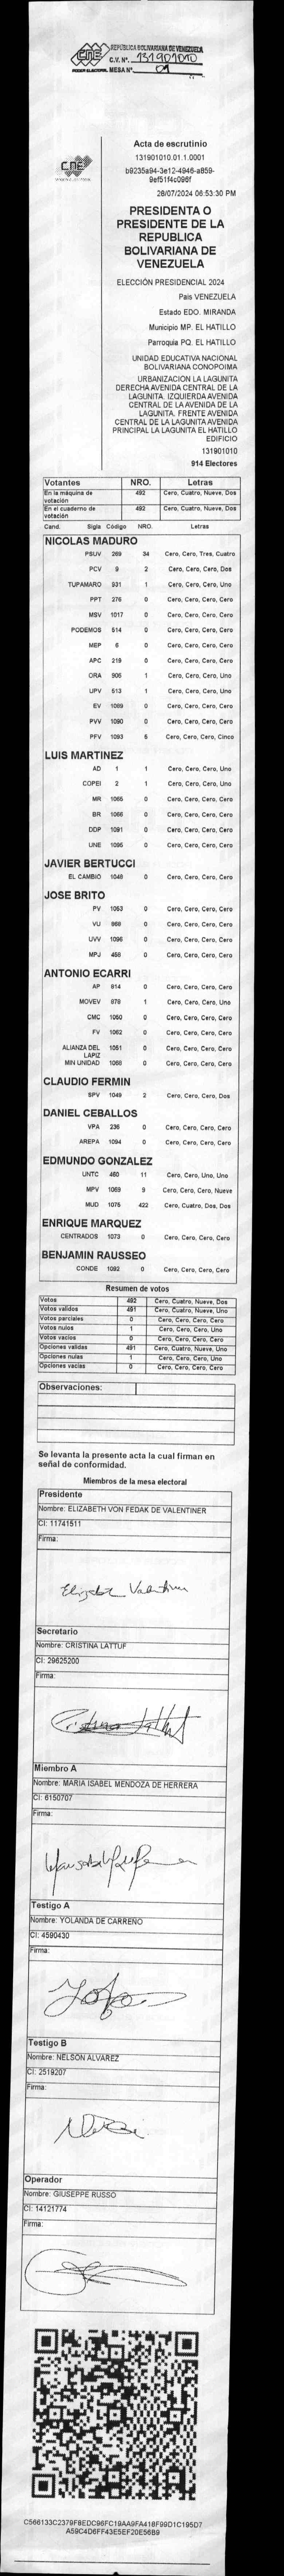 REPÚBLICA BOLIVARIANA DE VENEZUELA
CNE
C.V. Nº. 131901010
PODER ELECTORAL MESA Nº 01
CNE
Acta de escrutinio
131901010.01.1.0001
b9235a94-3e12-4946-a859-
9ef51f4c096f
28/07/2024 06:53:30 PM
PRESIDENTA O
PRESIDENTE DE LA
REPUBLICA
BOLIVARIANA DE
VENEZUELA
ELECCIÓN PRESIDENCIAL 2024
Pais VENEZUELA
Estado EDO. MIRANDA
Municipio MP. EL HATILLO
Parroquia PQ. EL HATILLO
UNIDAD EDUCATIVA NACIONAL
BOLIVARIANA CONOPOIMA
URBANIZACION LA LAGUNITA
DERECHA AVENIDA CENTRAL DE LA
LAGUNITA. IZQUIERDA AVENIDA
CENTRAL DE LA AVENIDA DE LA
LAGUNITA. FRENTE AVENIDA
CENTRAL DE LA LAGUNITA AVENIDA
PRINCIPAL LA LAGUNITA EL HATILLO
EDIFICIO
131901010
914 Electores
Votantes NRO. Letras
En la máquina de votación 492 Cero, Cuatro, Nueve, Dos
En el cuaderno de votación 492 Cero, Cuatro, Nueve, Dos
Cand. Sigla Código NRO. Letras
NICOLAS MADURO
PSUV 269 34 Cero, Cero, Tres, Cuatro
PCV 9 2 Cero, Cero, Cero, Dos
TUPAMARO 931 1 Cero, Cero, Cero, Uno
PPT 276 0 Cero, Cero, Cero, Cero
MSV 1017 0 Cero, Cero, Cero, Cero
PODEMOS 514 0 Cero, Cero, Cero, Cero
MEP 6 0 Cero, Cero, Cero, Cero
APC 219 0 Cero, Cero, Cero, Cero
ORA 906 1 Cero, Cero, Cero, Uno
UPV 513 1 Cero, Cero, Cero, Uno
EV 1089 0 Cero, Cero, Cero, Cero
PVV 1090 0 Cero, Cero, Cero, Cero
PFV 1093 5 Cero, Cero, Cero, Cinco
LUIS MARTINEZ
AD 1 1 Cero, Cero, Cero, Uno
COPEI 2 1 Cero, Cero, Cero, Uno
MR 1065 0 Cero, Cero, Cero, Cero
BR 1066 0 Cero, Cero, Cero, Cero
DDP 1091 0 Cero, Cero, Cero, Cero
UNE 1095 0 Cero, Cero, Cero, Cero
JAVIER BERTUCCI
EL CAMBIO 1048 0 Cero, Cero, Cero, Cero
JOSE BRITO
PV 1053 0 Cero, Cero, Cero, Cero
VU 868 0 Cero, Cero, Cero, Cero
UVV 1096 0 Cero, Cero, Cero, Cero
MPJ 458 0 Cero, Cero, Cero, Cero
ANTONIO ECARRI
AP 814 0 Cero, Cero, Cero, Cero
MOVEV 878 1 Cero, Cero, Cero, Uno
CMC 1050 0 Cero, Cero, Cero, Cero
FV 1062 0 Cero, Cero, Cero, Cero
ALIANZA DEL LAPIZ 1051 0 Cero, Cero, Cero, Cero
MIN UNIDAD 1068 0 Cero, Cero, Cero, Cero
CLAUDIO FERMIN
SPV 1049 2 Cero, Cero, Cero, Dos
DANIEL CEBALLOS
VPA 236 0 Cero, Cero, Cero, Cero
AREPA 1094 0 Cero, Cero, Cero, Cero
EDMUNDO GONZALEZ
UNTC 460 11 Cero, Cero, Uno, Uno
MPV 1069 9 Cero, Cero, Cero, Nueve
MUD 1075 422 Cero, Cuatro, Dos, Dos
ENRIQUE MARQUEZ
CENTRADOS 1073 0 Cero, Cero, Cero, Cero
BENJAMIN RAUSSEO
CONDE 1082 0 Cero, Cero, Cero, Cero
Resumen de votos
Votos 492 Cero, Cuatro, Nueve, Dos
Votos validos 491 Cero, Cuatro, Nueve, Uno
Votos parciales 0 Cero, Cero, Cero, Cero
Votos nulos 1 Cero, Cero, Cero, Uno
Votos vacios 0 Cero, Cero, Cero, Cero
Opciones validas 491 Cero, Cuatro, Nueve, Uno
Opciones nulas 1 Cero, Cero, Cero, Uno
Opciones vacias 0 Cero, Cero, Cero, Cero
Observaciones:
Se levanta la presente acta la cual firman en
señal de conformidad.
Miembros de la mesa electoral
Presidente
Nombre: ELIZABETH VON FEDAK DE VALENTINER
CI: 11741511
Firma:
Secretario
Nombre: CRISTINA LATTUF
CI: 29625200
Firma:
Miembro A
Nombre: MARIA ISABEL MENDOZA DE HERRERA
CI: 6150707
Firma:
Testigo A
Nombre: YOLANDA DE CARREÑO
CI: 4590430
Firma:
Testigo B
Nombre: NELSON ALVAREZ
CI: 2519207
Firma:
Operador
Nombre: GIUSEPPE RUSSO
CI: 14121774
Firma:
C566133C2379F8EDC96FC19AA9FA418F99D1C195D7
A59C4D6FF43E5EF20E56B9